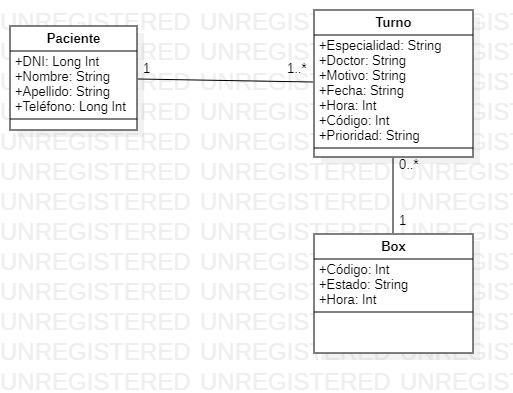 Paciente
+DNI: Long Int
+Nombre: String
+Apellido: String
+Teléfono: Long Int
1
1..*
Turno
+Especialidad: String
+Doctor: String
+Motivo: String
+Fecha: String
+Hora: Int
+Código: Int
+Prioridad: String
0..*
1
Box
+Código: Int
+Estado: String
+Hora: Int
UNREGISTERED UNREGISTERED UNREGISTERED